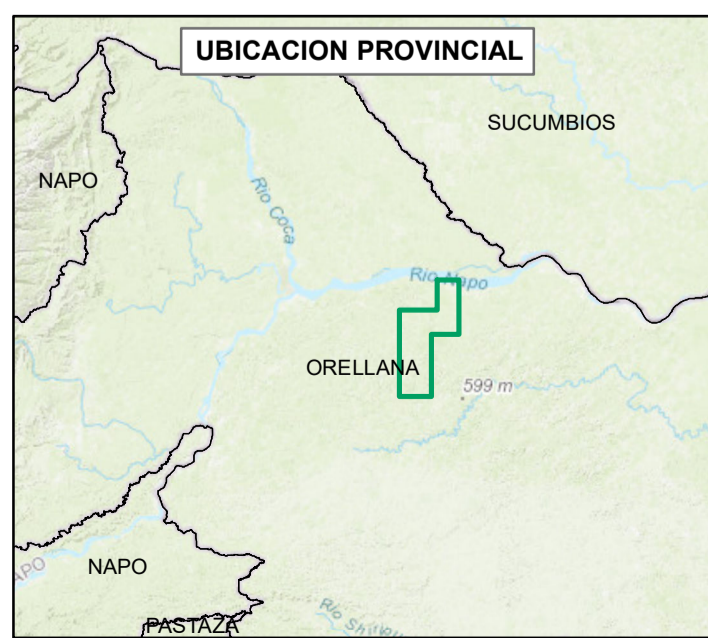 UBICACION PROVINCIAL
SUCUMBIOS
NAPO
Rio Coca
Rio Napo
ORELLANA
599 m
NAPO
PASTAZA